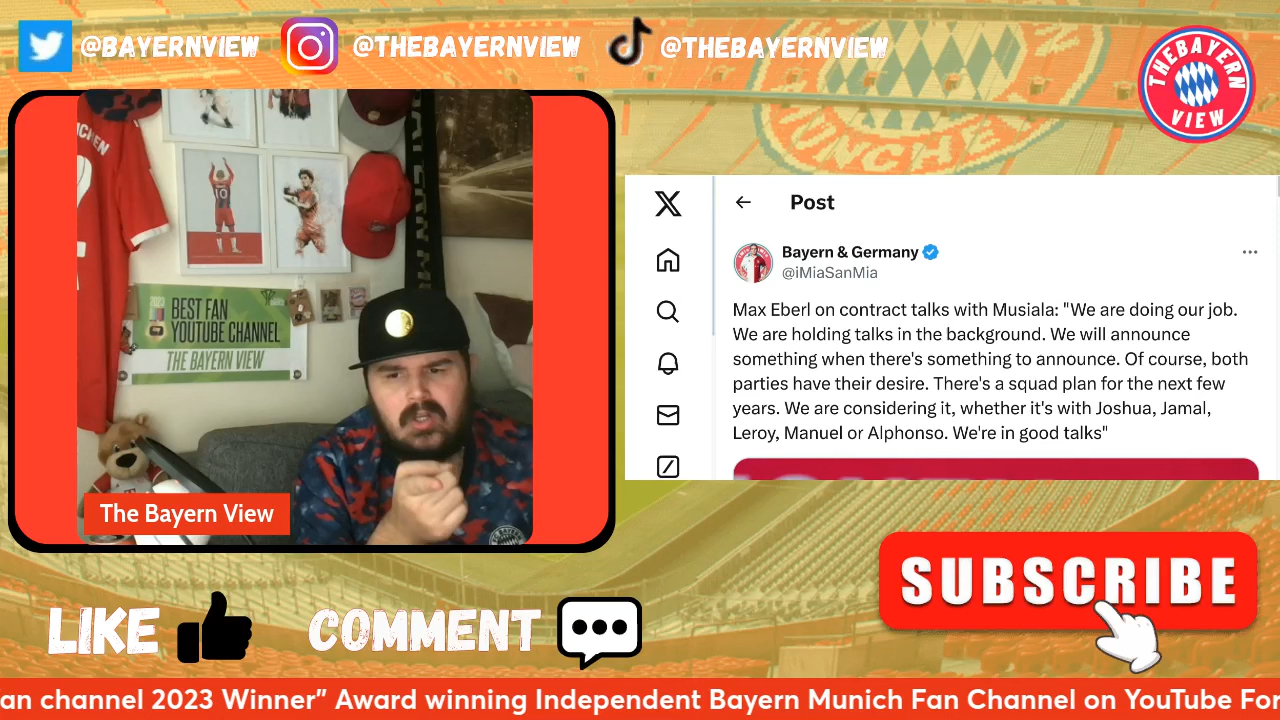 @BAYERNVIEW
@THEBAYERNVIEW
@THEBAYERNVIEW
THEBAYERN
VIEW
MÜNCHE
CHEN
10
BAYERN M
2023
BEST FAN
YOUTUBE CHANNEL
THE BAYERN VIEW
The Bayern View
Post
Bayern & Germany
@iMiaSanMia
Max Eberl on contract talks with Musiala: "We are doing our job.
We are holding talks in the background. We will announce
something when there's something to announce. Of course, both
parties have their desire. There's a squad plan for the next few
years. We are considering it, whether it's with Joshua, Jamal,
Leroy, Manuel or Alphonso. We're in good talks"
SUBSCRIBE
LIKE
COMMENT
an channel 2023 Winner" Award winning Independent Bayern Munich Fan Channel on YouTube For